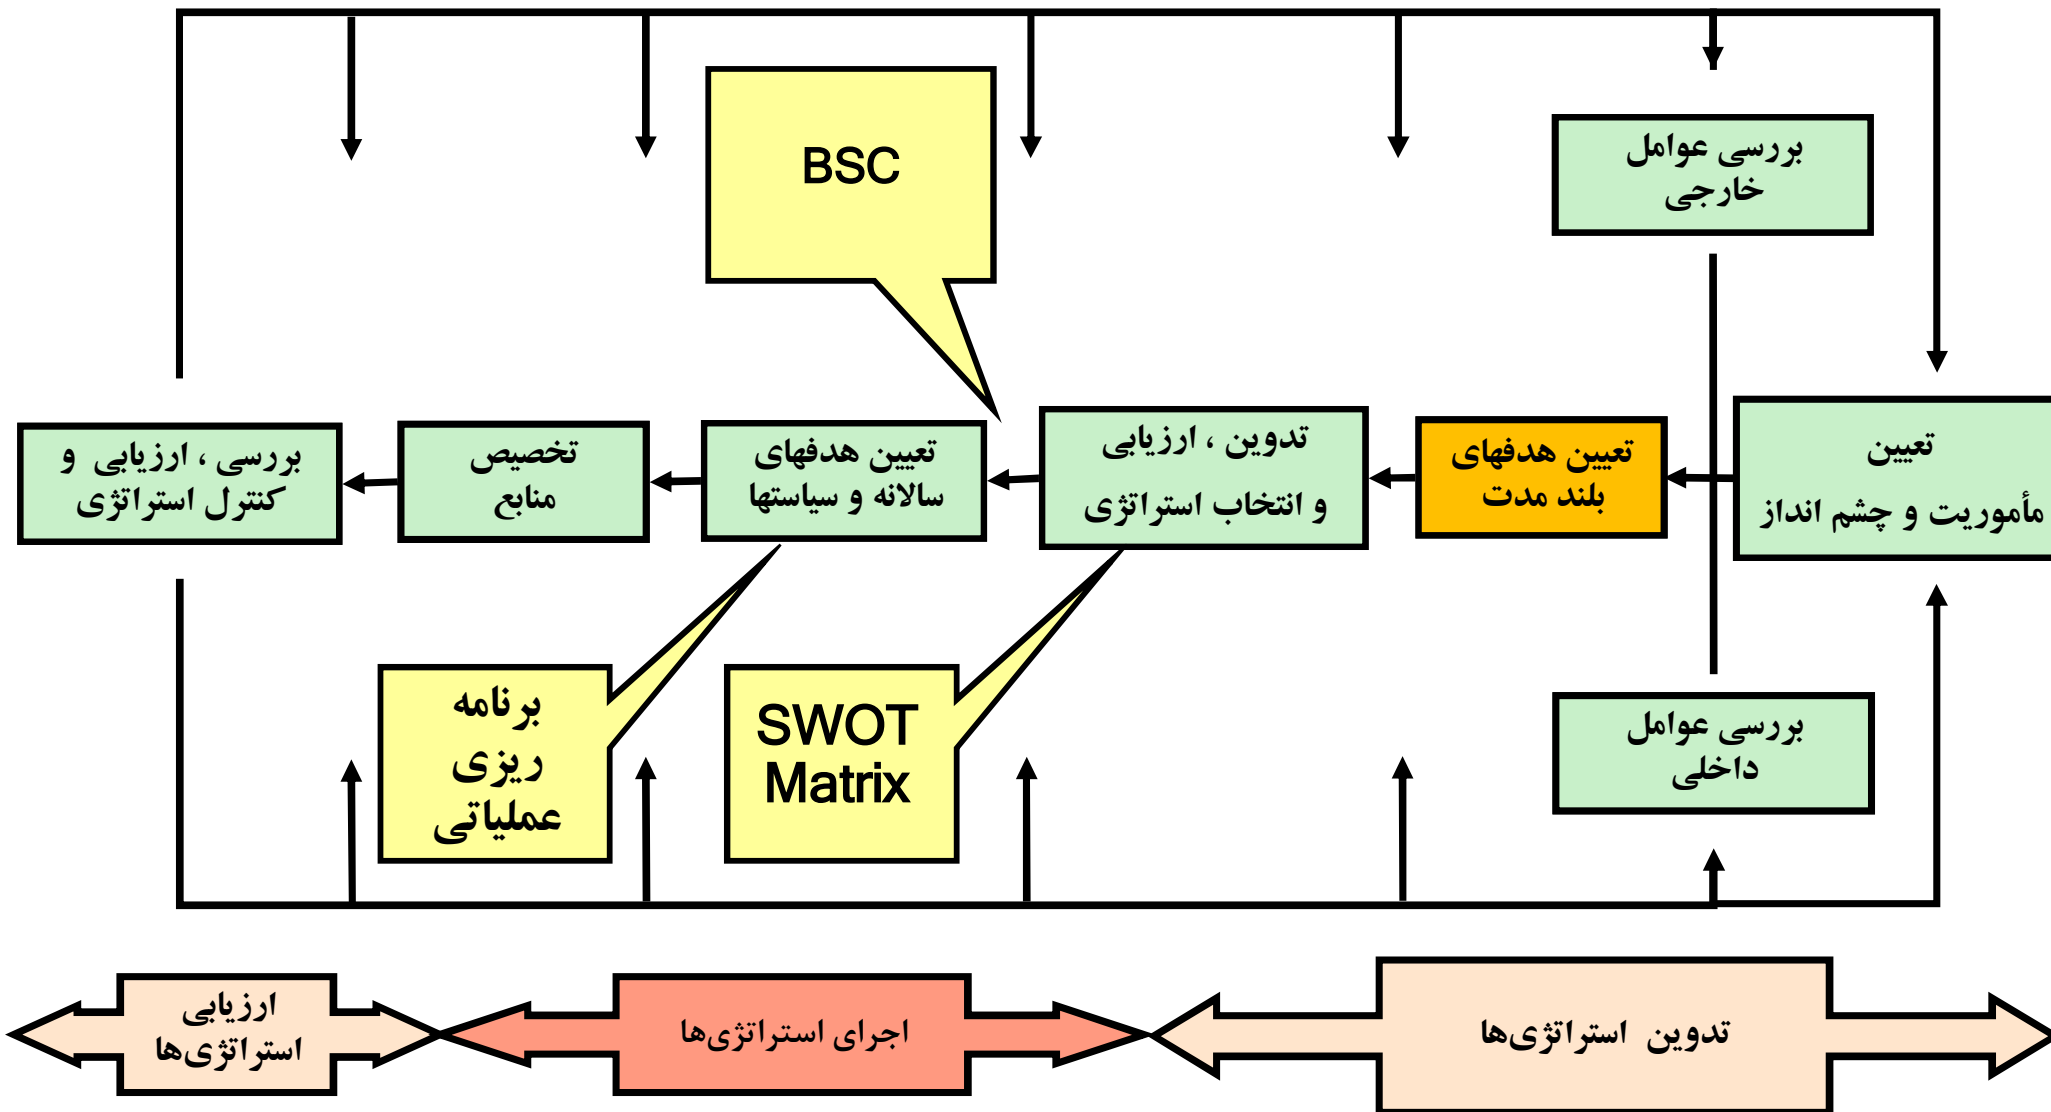 BSC
بررسی عوامل
خارجی
تعیین
مأموریت و چشم انداز
تعیین هدفهای
بلند مدت
تدوین ، ارزیابی
و انتخاب استراتژی
تعیین هدفهای
سالانه و سیاستها
تخصیص
منابع
بررسی ، ارزیابی و
کنترل استراتژی
بررسی عوامل
داخلی
SWOT
Matrix
برنامه
ریزی
عملیاتی
تدوین استراتژی‌ها
اجرای استراتژی‌ها
ارزیابی
استراتژی‌ها